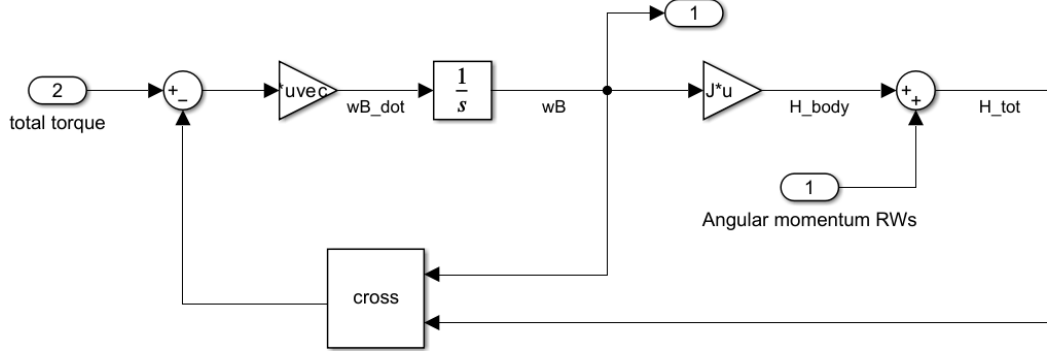 1
2
total torque
+
−
*uvec
wB_dot
1
s
wB
J*u
H_body
+
+
H_tot
1
Angular momentum RWs
cross